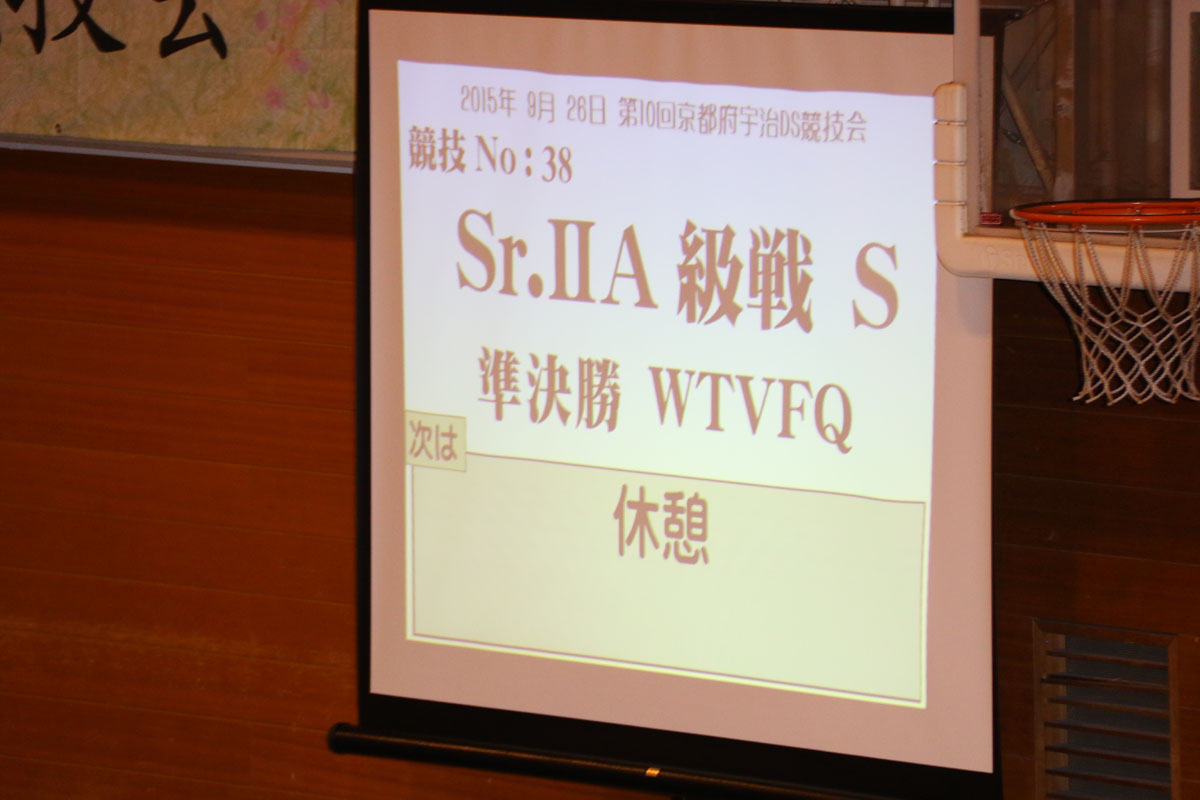 技会
2015年 9月 26日 第10回京都府宇治DS競技会
競技 No : 38
Sr.ⅡA 級戦 S
準決勝 WTVFQ
次は
休憩